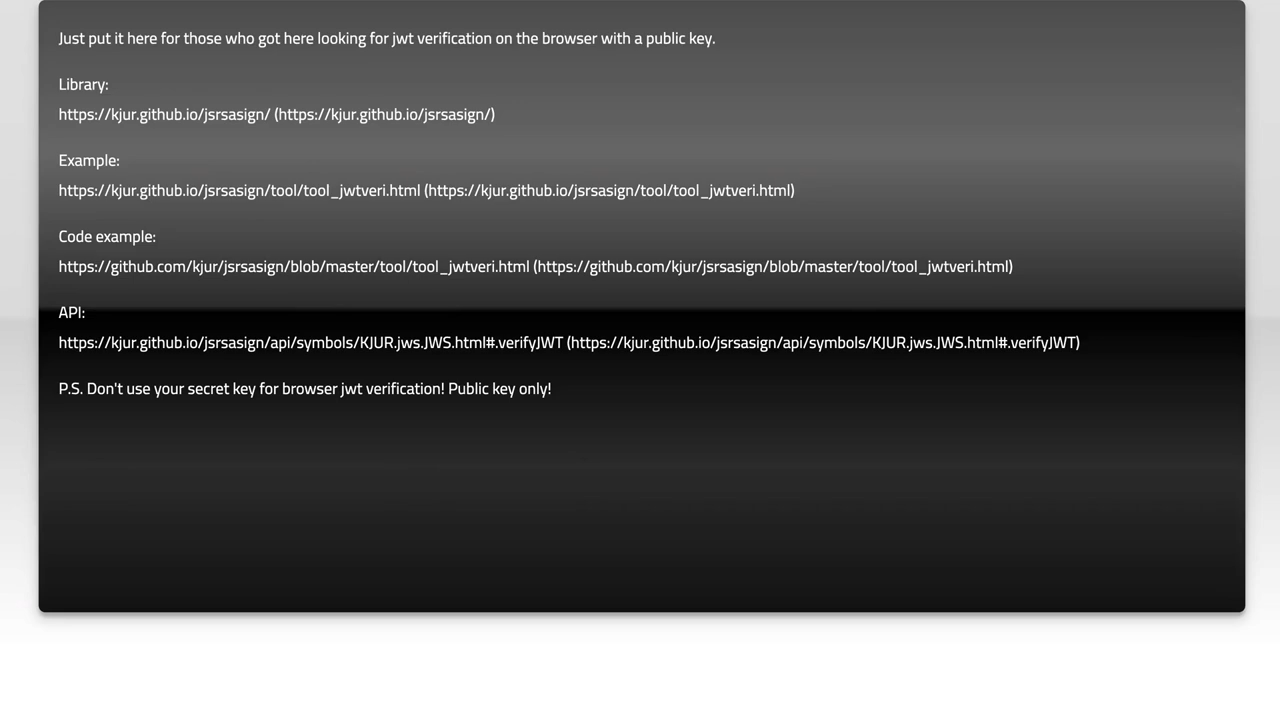 Just put it here for those who got here looking for jwt verification on the browser with a public key.
Library:
https://kjur.github.io/jsrsasign/ (https://kjur.github.io/jsrsasign/)
Example:
https://kjur.github.io/jsrsasign/tool/tool_jwtveri.html (https://kjur.github.io/jsrsasign/tool/tool_jwtveri.html)
Code example:
https://github.com/kjur/jsrsasign/blob/master/tool/tool_jwtveri.html (https://github.com/kjur/jsrsasign/blob/master/tool/tool_jwtveri.html)
API:
https://kjur.github.io/jsrsasign/api/symbols/KJUR.jws.JWS.html#.verifyJWT (https://kjur.github.io/jsrsasign/api/symbols/KJUR.jws.JWS.html#.verifyJWT)
P.S. Don't use your secret key for browser jwt verification! Public key only!